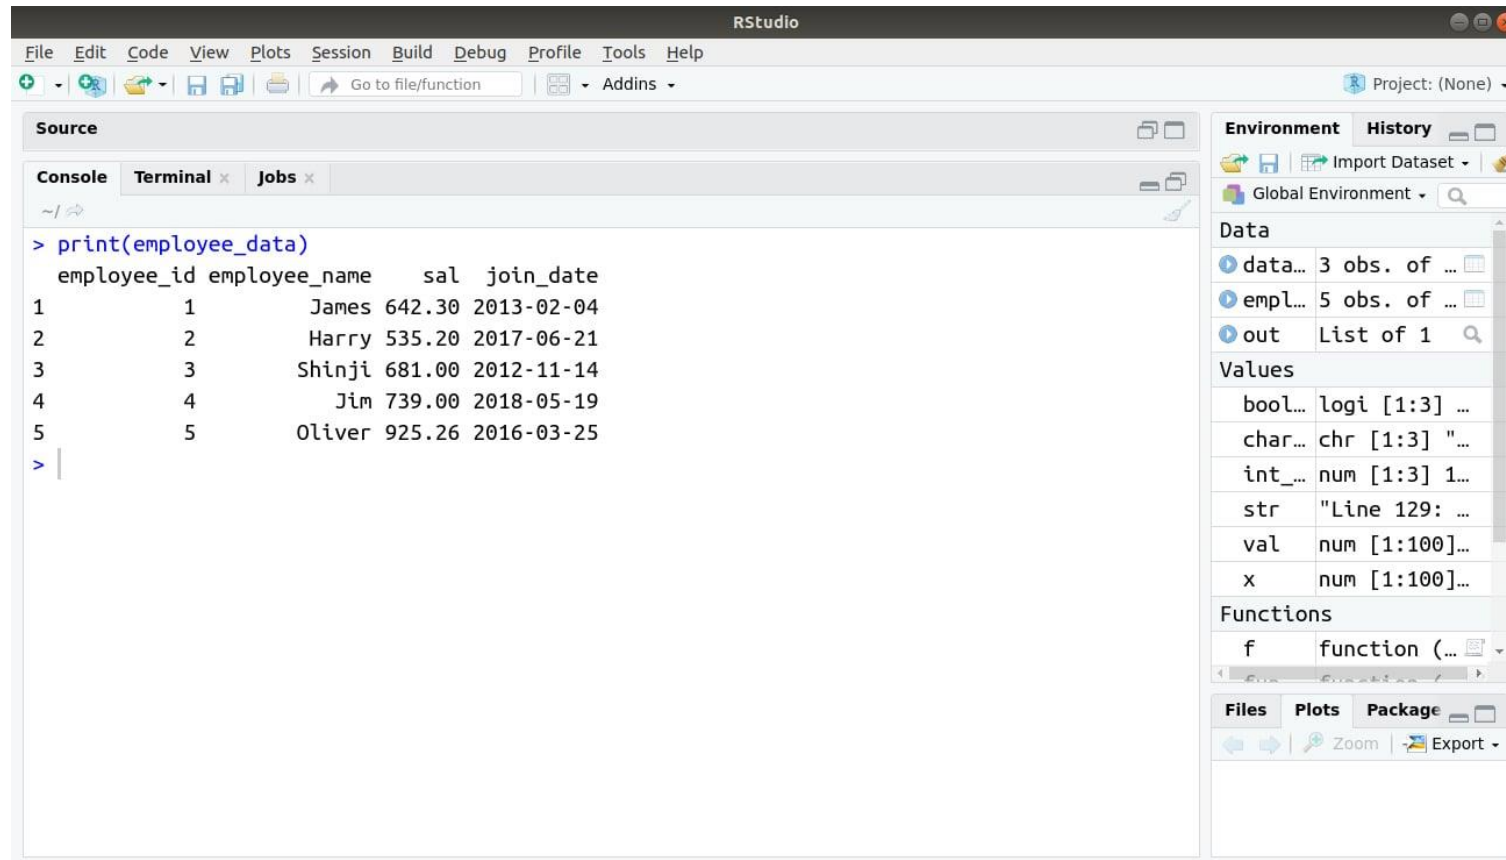 RStudio
File Edit Code View Plots Session Build Debug Profile Tools Help
Go to file/function Addins Project: (None)
Source
Console Terminal Jobs
~/
> print(employee_data)
  employee_id employee_name    sal  join_date
1           1         James 642.30 2013-02-04
2           2         Harry 535.20 2017-06-21
3           3        Shinji 681.00 2012-11-14
4           4           Jim 739.00 2018-05-19
5           5        Oliver 925.26 2016-03-25
>
Environment History
Import Dataset
Global Environment
Data
data… 3 obs. of …
empl… 5 obs. of …
out List of 1
Values
bool… logi [1:3] …
char… chr [1:3] "…
int_… num [1:3] 1…
str "Line 129: …
val num [1:100]…
x num [1:100]…
Functions
f function (…
Files Plots Package
Zoom Export